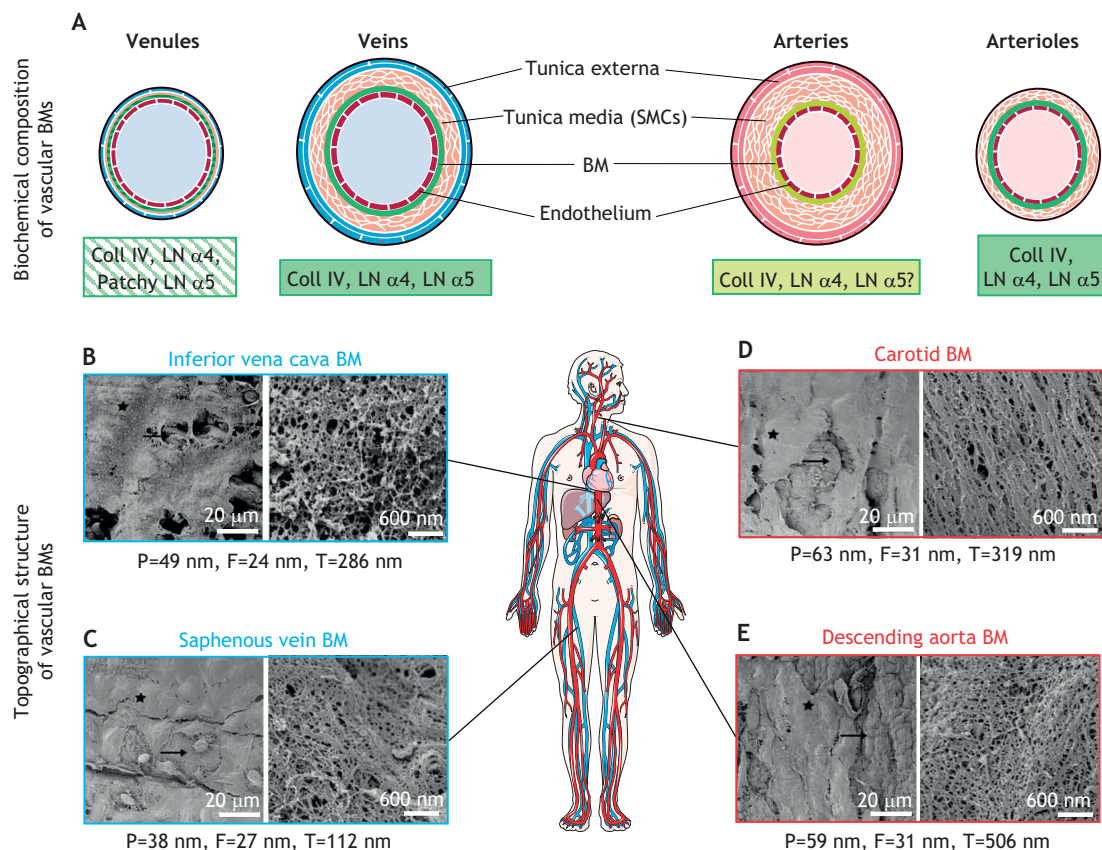 A
Venules
Veins
Arteries
Arterioles
Biochemical composition
of vascular BMs
Tunica externa
Tunica media (SMCs)
BM
Endothelium
Coll IV, LN α4,
Patchy LN α5
Coll IV, LN α4, LN α5
Coll IV, LN α4, LN α5?
Coll IV,
LN α4, LN α5
Topographical structure
of vascular BMs
B
Inferior vena cava BM
20 μm
600 nm
P=49 nm, F=24 nm, T=286 nm
D
Carotid BM
20 μm
600 nm
P=63 nm, F=31 nm, T=319 nm
C
Saphenous vein BM
20 μm
600 nm
P=38 nm, F=27 nm, T=112 nm
E
Descending aorta BM
20 μm
600 nm
P=59 nm, F=31 nm, T=506 nm